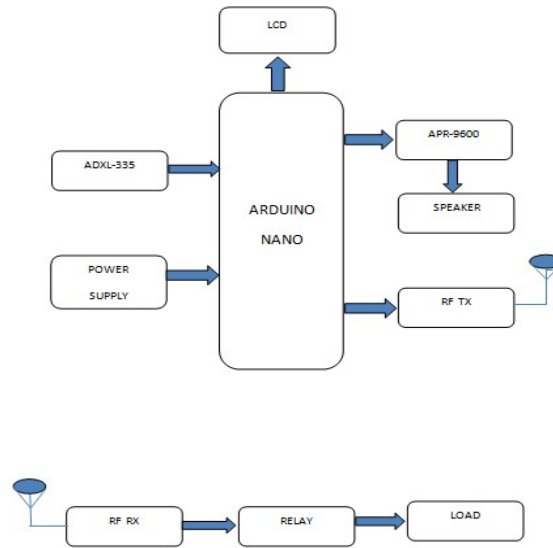 LCD
APR-9600
ADXL-335
SPEAKER
ARDUINO
NANO
POWER
SUPPLY
RF TX
RF RX
RELAY
LOAD